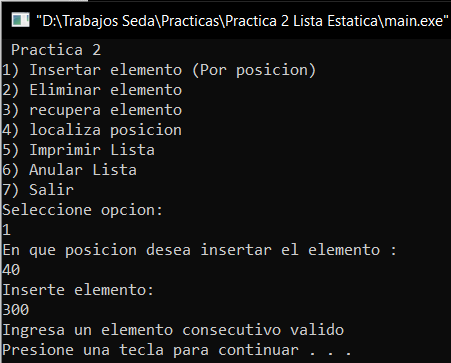 "D:\Trabajos Seda\Practicas\Practica 2 Lista Estatica\main.exe"
Practica 2
1) Insertar elemento (Por posicion)
2) Eliminar elemento
3) recupera elemento
4) localiza posicion
5) Imprimir Lista
6) Anular Lista
7) Salir
Seleccione opcion:
1
En que posicion desea insertar el elemento :
40
Inserte elemento:
300
Ingresa un elemento consecutivo valido
Presione una tecla para continuar . . .